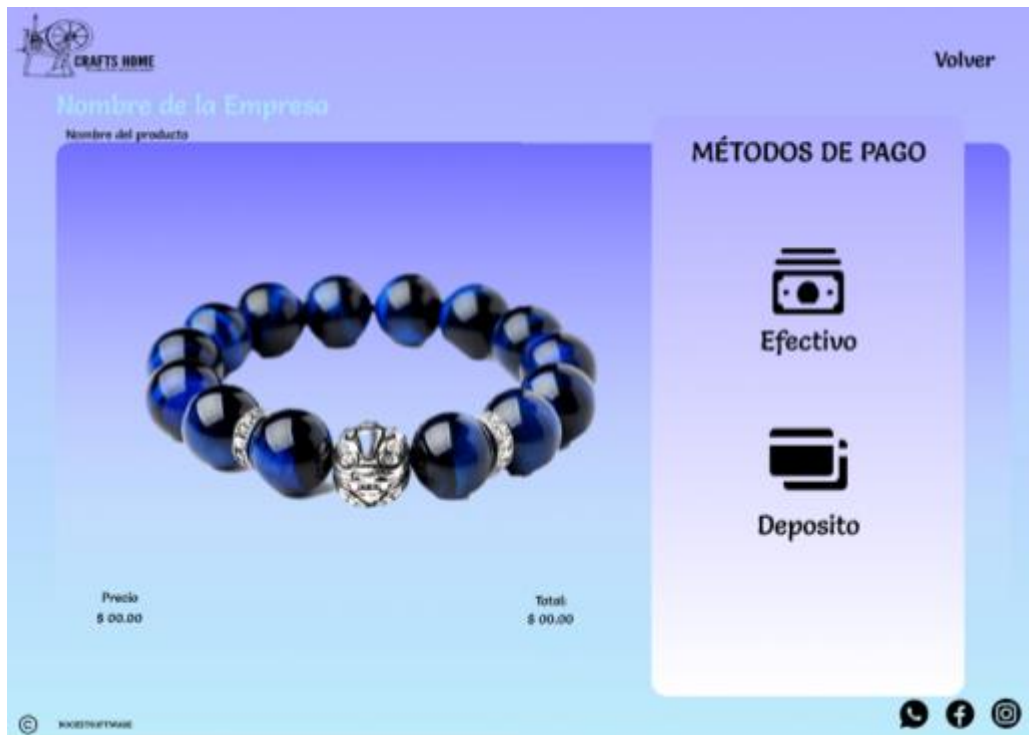 CRAFTS HOME
Volver
Nombre de la Empresa
Nombre del producto
MÉTODOS DE PAGO
Efectivo
Deposito
Precio
$ 00.00
Total:
$ 00.00
©